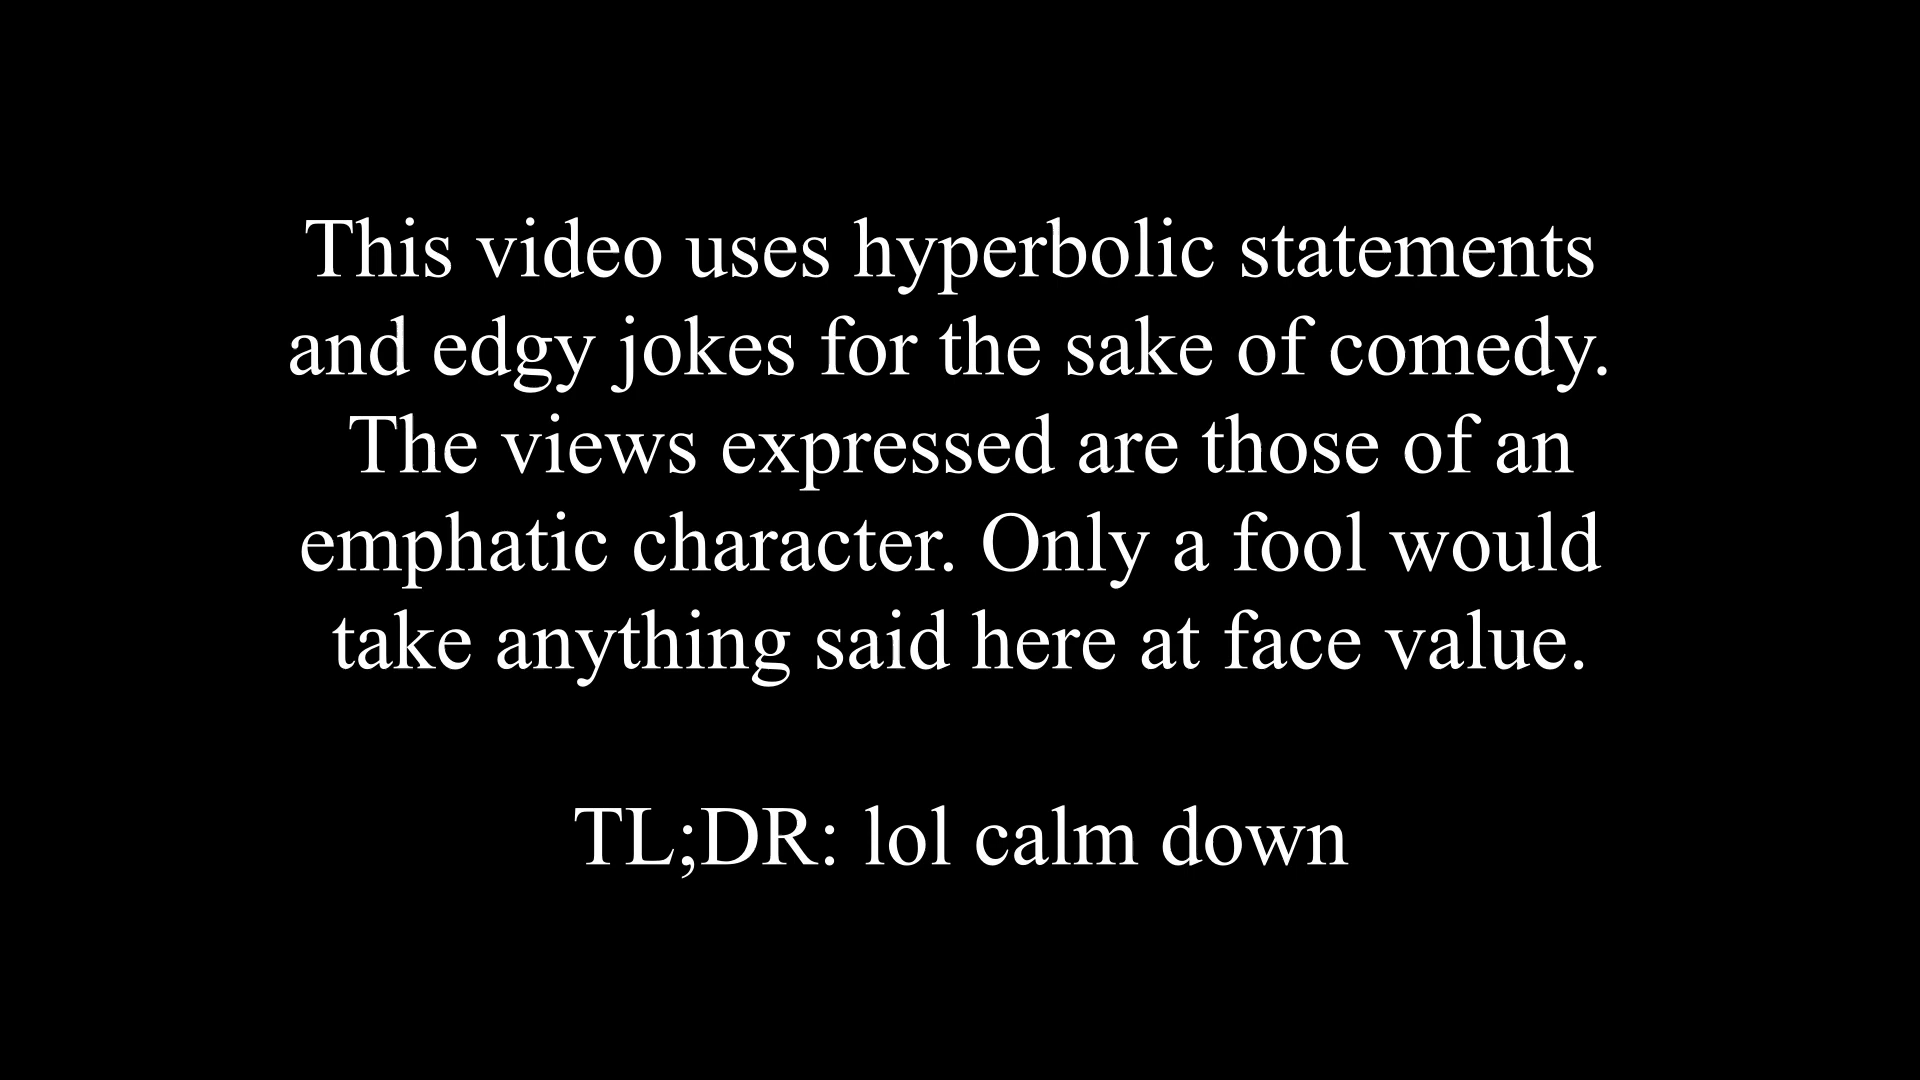 This video uses hyperbolic statements
and edgy jokes for the sake of comedy.
The views expressed are those of an
emphatic character. Only a fool would
take anything said here at face value.
TL;DR: lol calm down